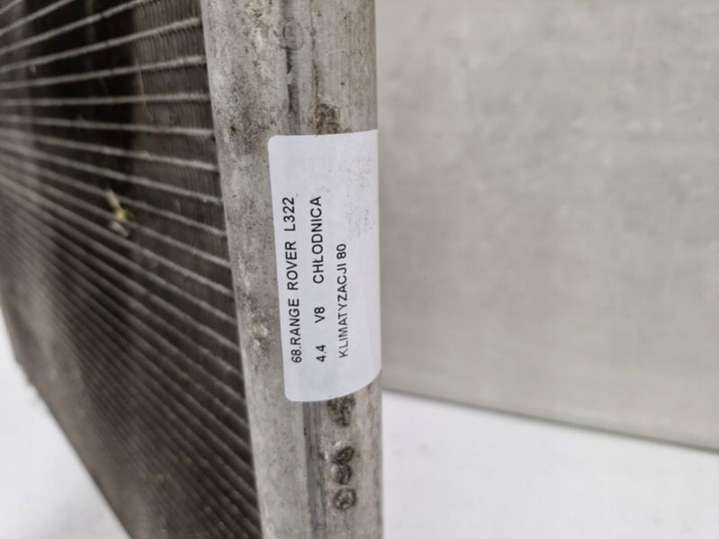 68.RANGE ROVER L322
4.4 V8 CHŁODNICA
KLIMATYZACJI 80